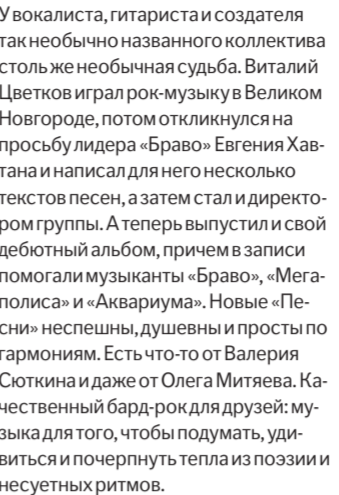 У вокалиста, гитариста и создателя
так необычно названного коллектива
столь же необычная судьба. Виталий
Цветков играл рок-музыку в Великом
Новгороде, потом откликнулся на
просьбу лидера «Браво» Евгения Хав-
тана и написал для него несколько
текстов песен, а затем стал и директо-
ром группы. А теперь выпустил и свой
дебютный альбом, причем в записи
помогали музыканты «Браво», «Мега-
полиса» и «Аквариума». Новые «Пе-
сни» неспешны, душевны и просты по
гармониям. Есть что-то от Валерия
Сюткина и даже от Олега Митяева. Ка-
чественный бард-рок для друзей: му-
зыка для того, чтобы подумать, уди-
виться и почерпнуть тепла из поэзии и
несуетных ритмов.